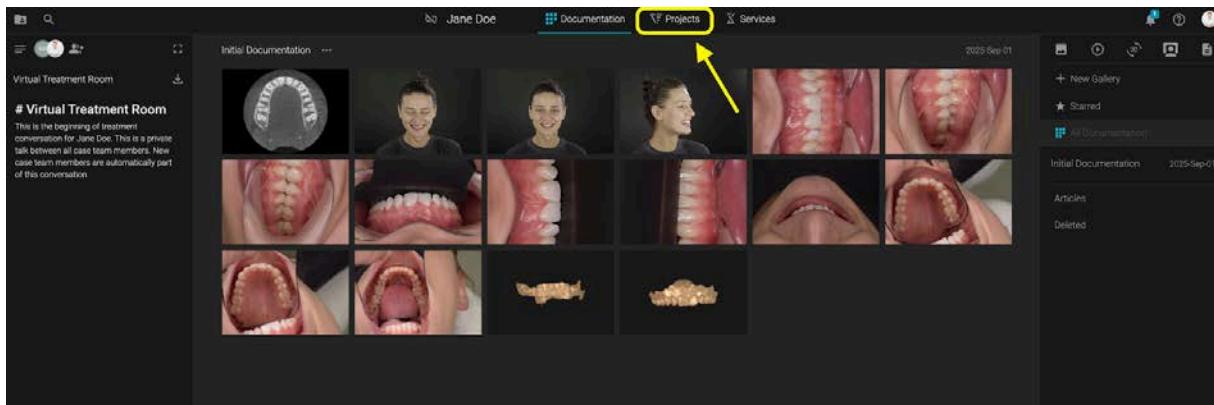 Jane Doe
Documentation
Projects
Services
1
Virtual Treatment Room
# Virtual Treatment Room
This is the beginning of treatment
conversation for Jane Doe. This is a private
talk between all case team members. New
case team members are automatically part
of this conversation
Initial Documentation ...
2025-Sep-01
+ New Gallery
Starred
All Documentation
Initial Documentation 2025-Sep-01
Articles
Deleted